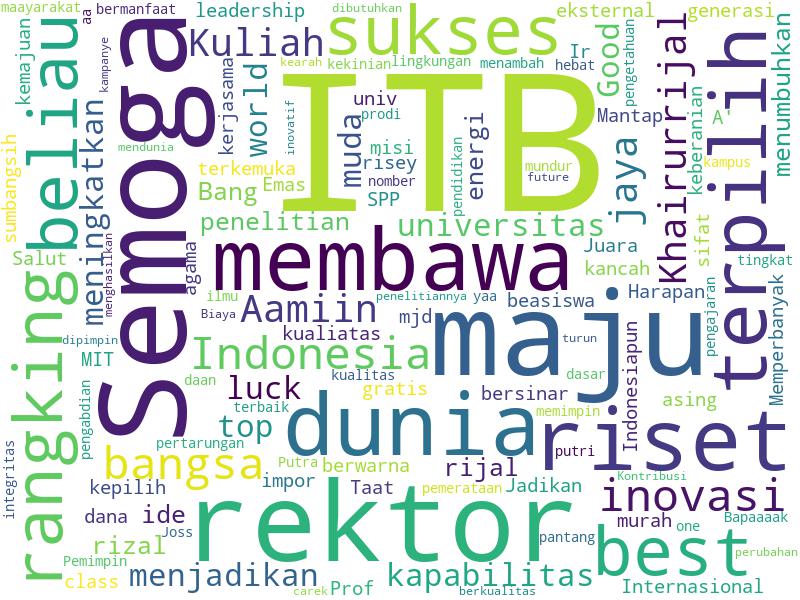 maayarakat
aa
bermanfaat
leadership
dibutuhkan
eksternal
generasi
kemajuan
beliau
Semoga
kampanye
Kuliah
sukses
kearah
kekinian
lingkungan
menambah
Ir
hebat
Good
pengetahuan
Khairurrijal
terpilih
menumbuhkan
ITB
kerjasama
world
inovatif
univ
prodi
muda
misi
risey
nomber
SPP
energi
pendidikan
Mantap
A'
keberanian
kampus
mundur
future
jaya
sumbangsih
meningkatkan
mendunia
terkemuka
Bang
Emas
penelitian
universitas
sifat
Salut
menghasilkan
agama
membawa
Juara
kancah
tingkat
rangking
ilmu
Biaya
Aamiin
penelitiannya
yaa
beasiswa
Harapan
pengajaran
Memperbanyak
mjd
maju
kualiatas
turun
dipimpin
MIT
Indonesia
Indonesiapun
daan
luck
kualitas
gratis
bersinar
dasar
asing
pengabdian
terbaik
top
dunia
memimpin
riset
pertarungan
putri
integritas
bangsa
Putra
berwarna
rijal
kepilih
impor
Taat
pemerataan
Jadikan
Kontribusi
inovasi
dana
ide
rektor
murah
one
Bapaaaak
Joss
pantang
best
rizal
perubahan
Pemimpin
class
menjadikan
Prof
carek
kapabilitas
berkualitas
Internasional